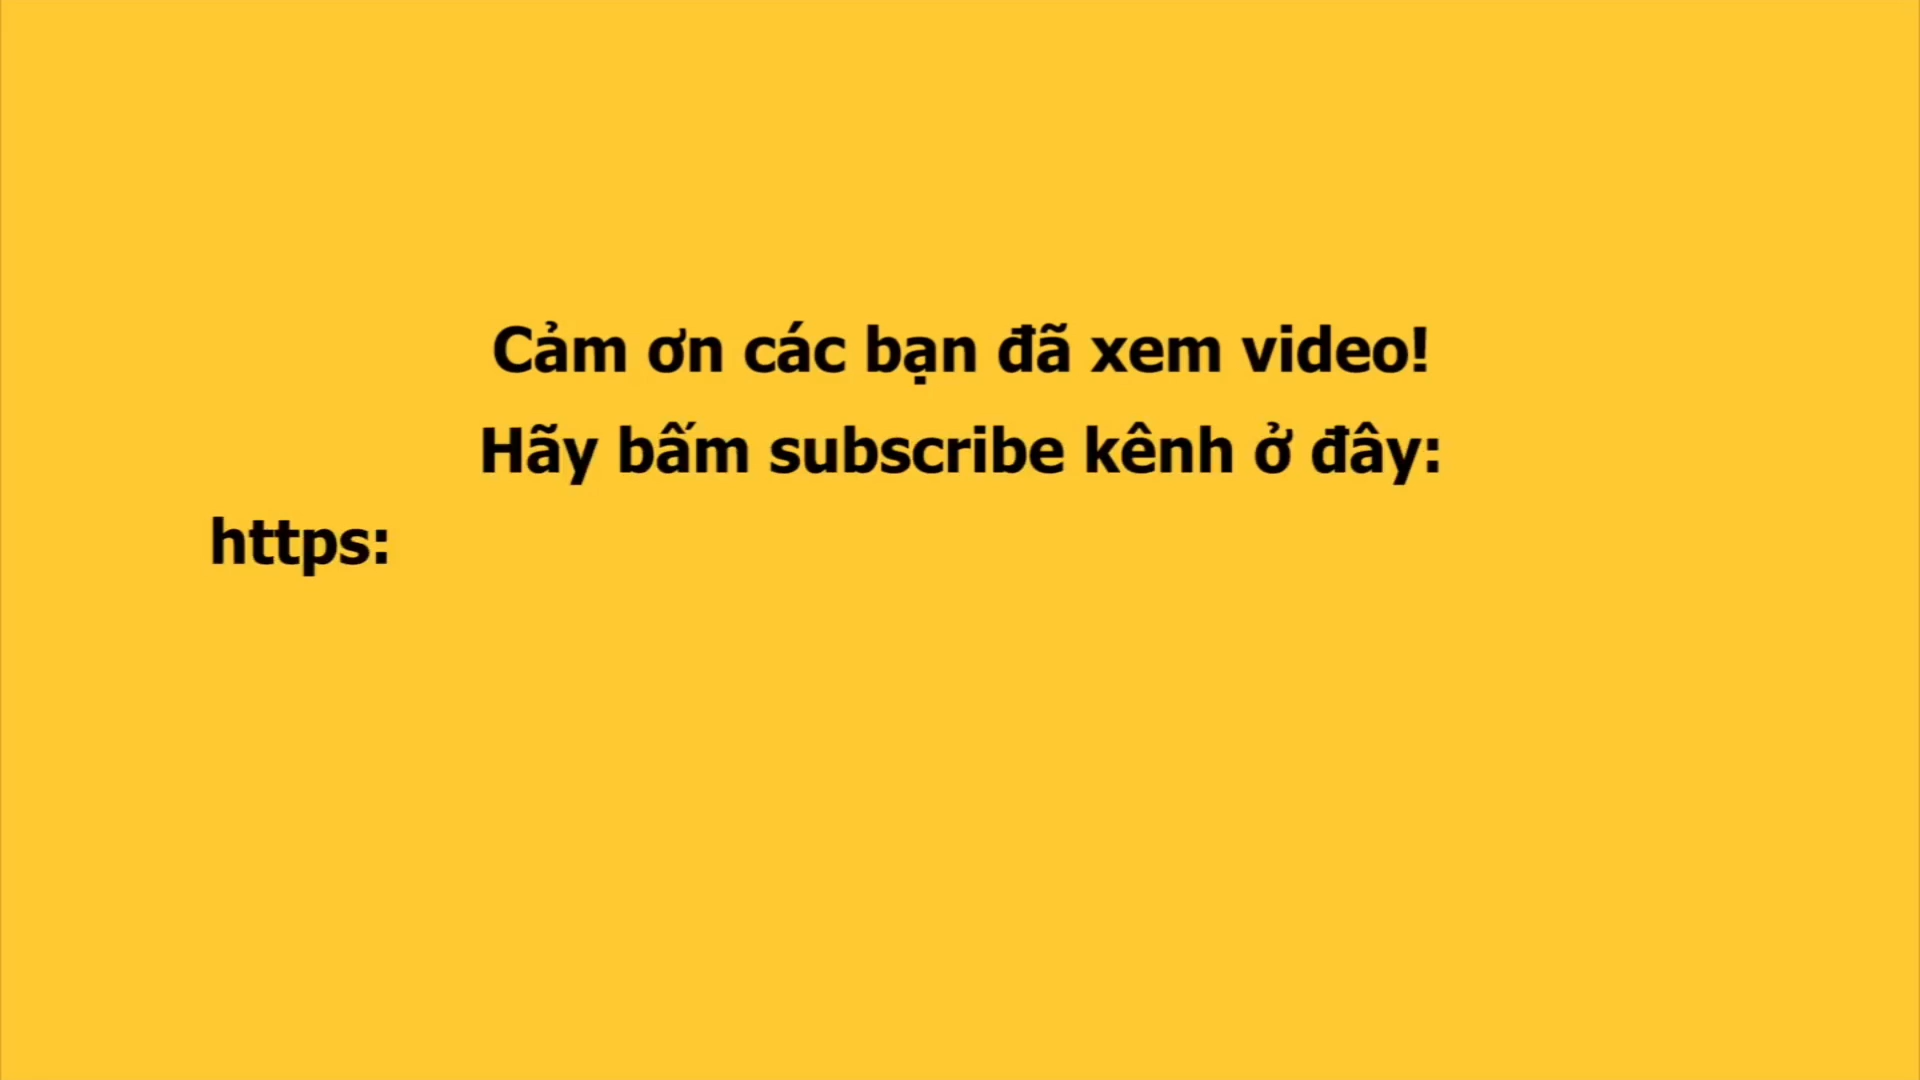 Cảm ơn các bạn đã xem video!
Hãy bấm subscribe kênh ở đây:
https: